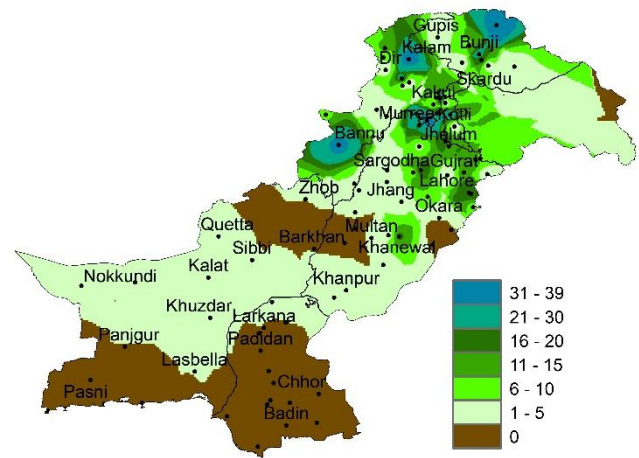 Gupis
Kalam
Bunji
Dir
Skardu
Kakul
Murree
Kotli
Bannu
Jhelum
Sargodha
Gujrat
Zhob
Jhang
Lahore
Okara
Quetta
Multan
Barkhan
Khanewal
Sibbi
Nokkundi
Kalat
Khanpur
Khuzdar
Larkana
Panjgur
Padidan
Lasbella
Pasni
Chhor
Badin
31 - 39
21 - 30
16 - 20
11 - 15
6 - 10
1 - 5
0